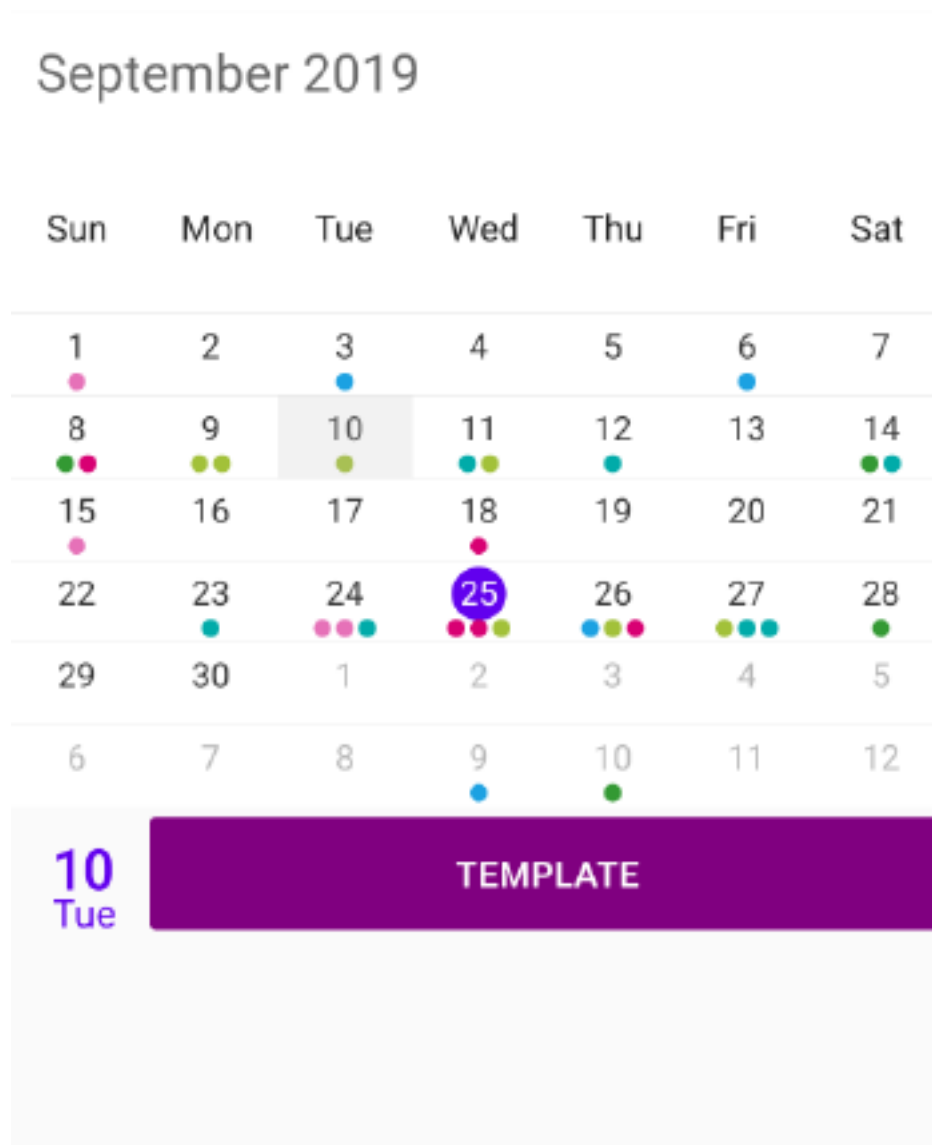 September 2019
Sun Mon Tue Wed Thu Fri Sat
1 2 3 4 5 6 7
8 9 10 11 12 13 14
15 16 17 18 19 20 21
22 23 24 25 26 27 28
29 30 1 2 3 4 5
6 7 8 9 10 11 12
10
Tue
TEMPLATE